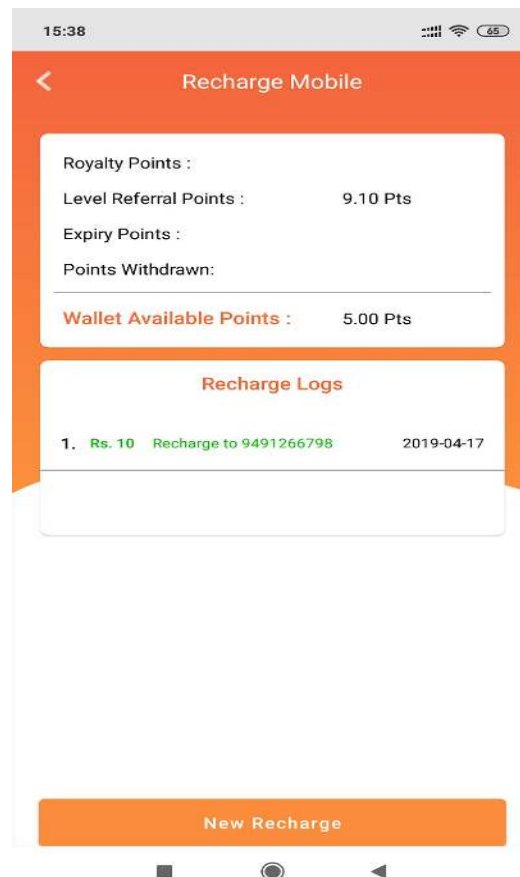 15:38
65
Recharge Mobile
Royalty Points :
Level Referral Points : 9.10 Pts
Expiry Points :
Points Withdrawn:
Wallet Available Points : 5.00 Pts
Recharge Logs
1. Rs. 10 Recharge to 9491266798 2019-04-17
New Recharge